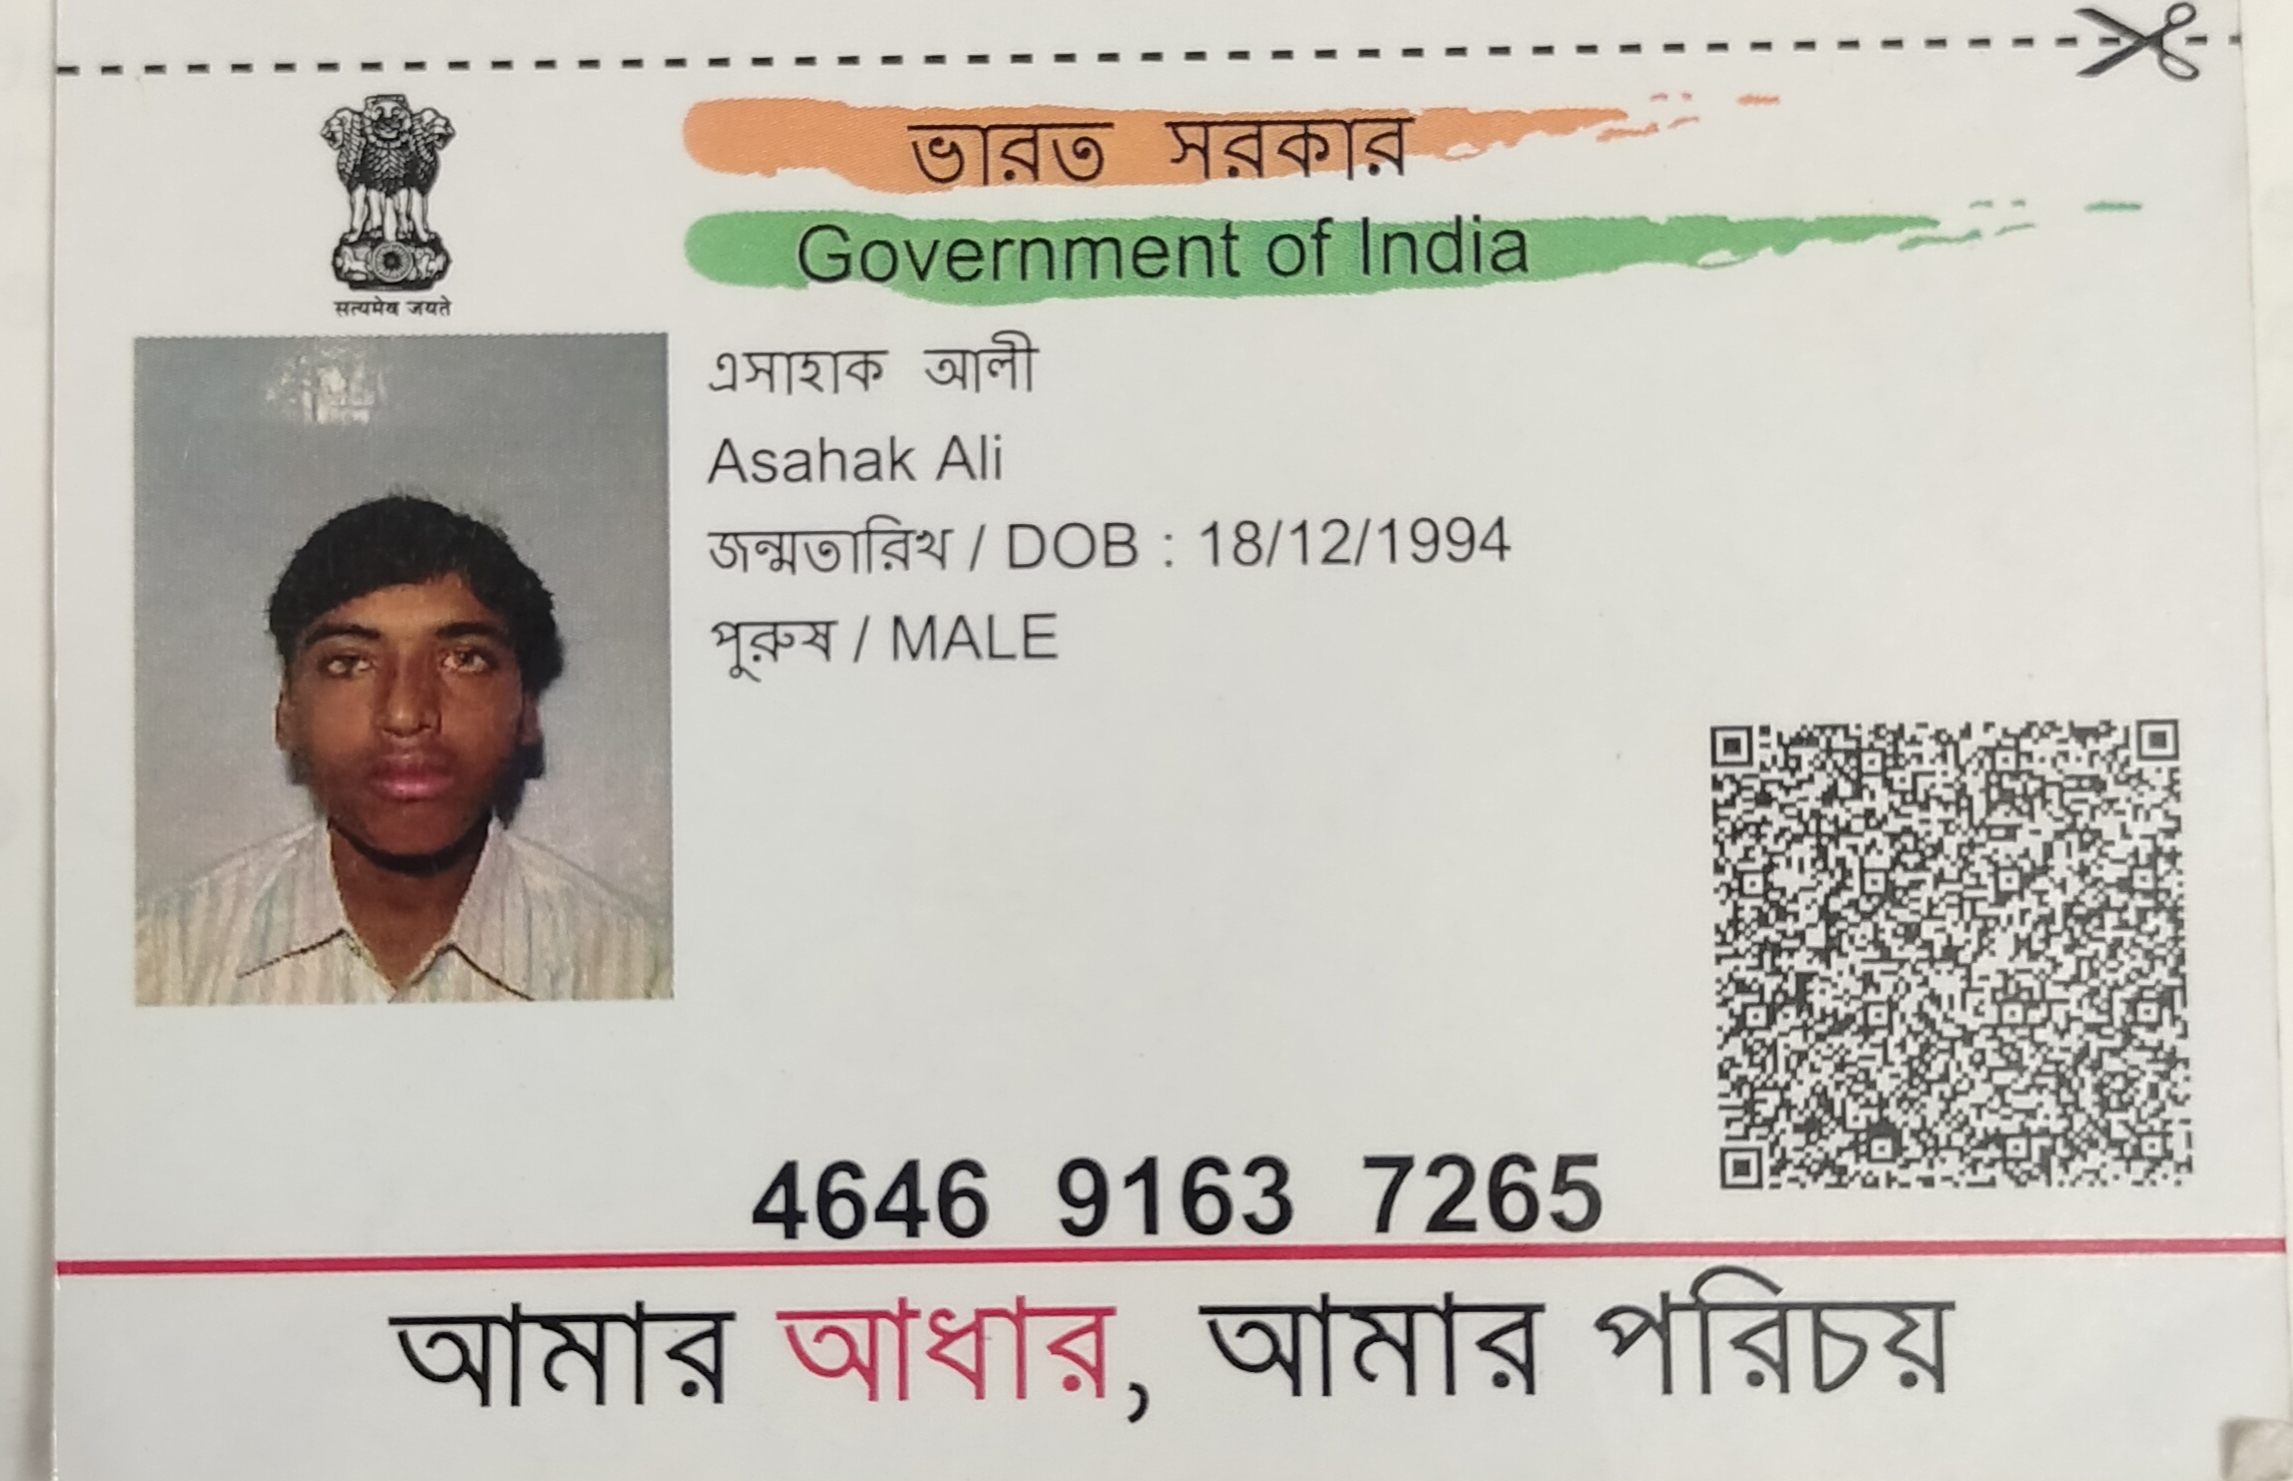 ভারত সরকার
Government of India
सत्यमेव जयते
এসাহাক আলী
Asahak Ali
জন্মতারিখ / DOB : 18/12/1994
পুরুষ / MALE
4646 9163 7265
আমার আধার, আমার পরিচয়